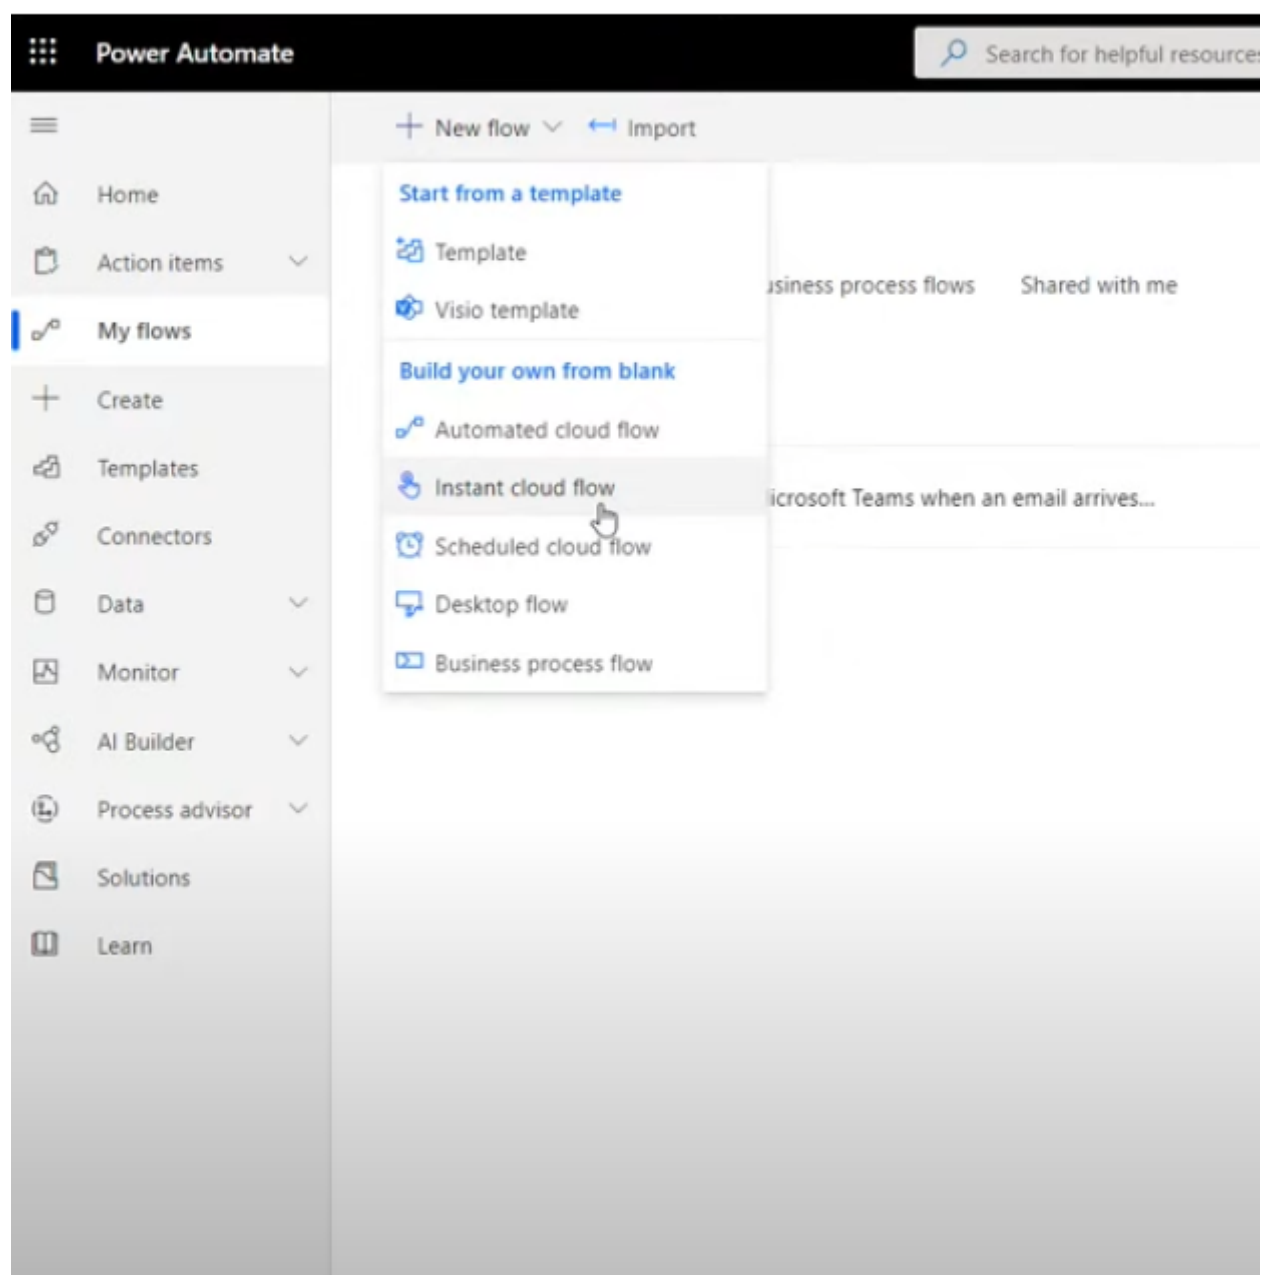 Power Automate
Search for helpful resources
New flow
Import
Home
Action items
My flows
Create
Templates
Connectors
Data
Monitor
AI Builder
Process advisor
Solutions
Learn
Start from a template
Template
Visio template
Build your own from blank
Automated cloud flow
Instant cloud flow
Scheduled cloud flow
Desktop flow
Business process flow
usiness process flows
Shared with me
icrosoft Teams when an email arrives...